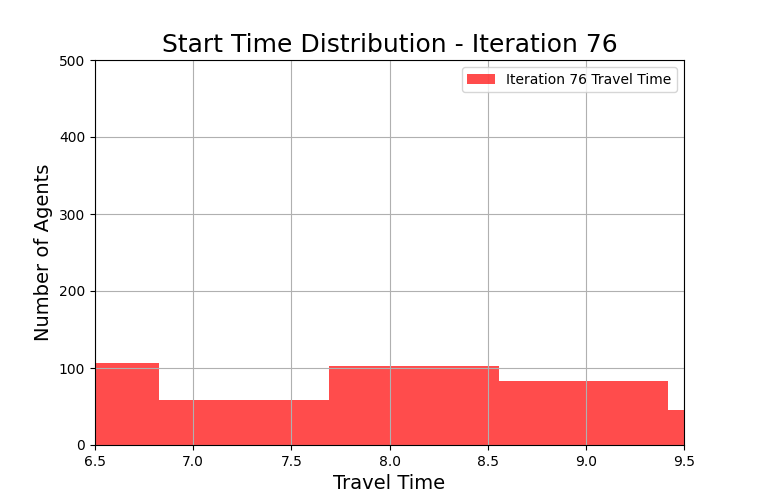 Start Time Distribution - Iteration 76
Iteration 76 Travel Time
Number of Agents
500
400
300
200
100
0
6.5 7.0 7.5 8.0 8.5 9.0 9.5
Travel Time